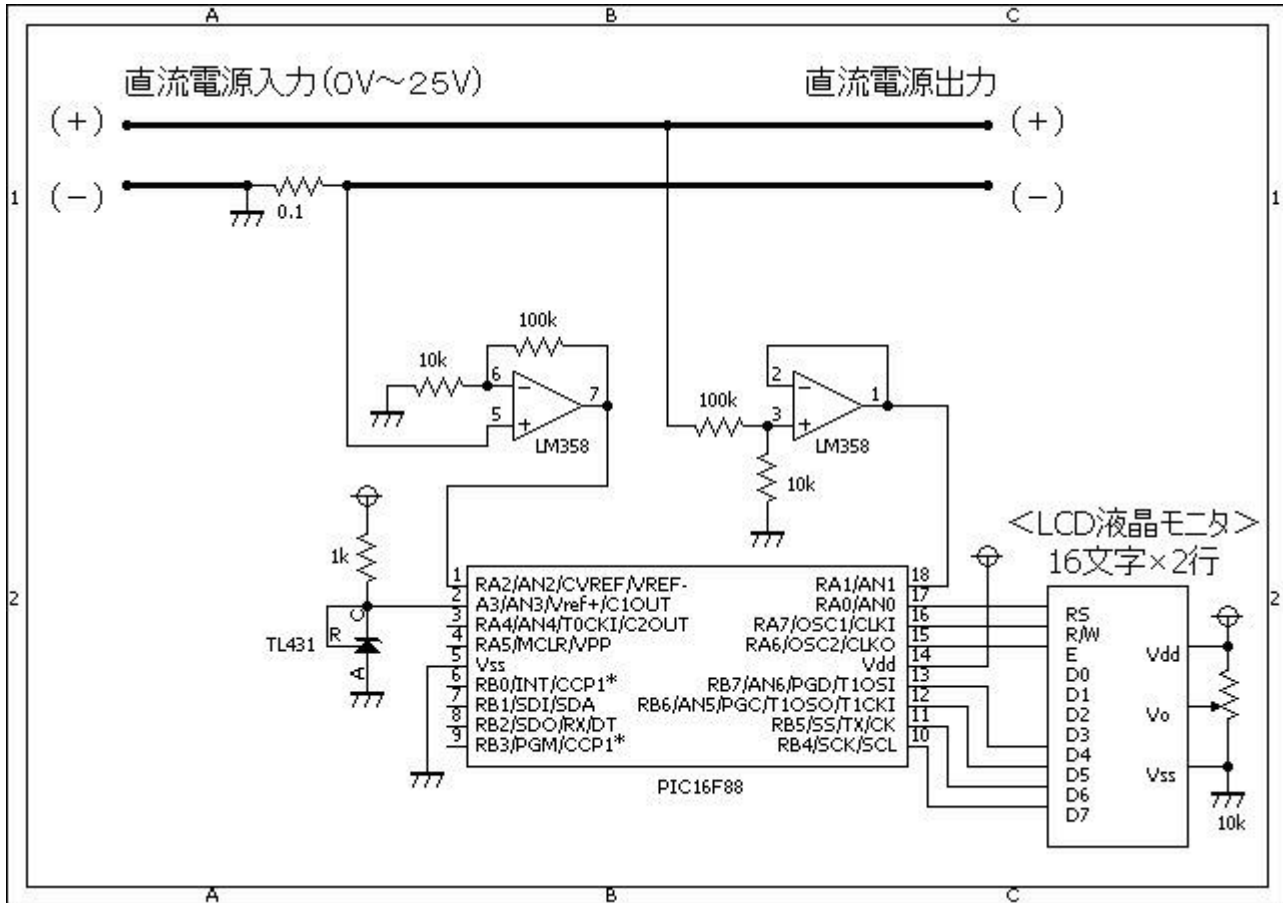 A B C
直流電源入力(0V～25V) 直流電源出力
(+) (+)
1 (-) (-) 1
0.1
100k
10k
6
7
5
LM358
100k
2
1
3
LM358
10k
<LCD液晶モニタ>
16文字×2行
1k
C
R
TL431
A
2 2
1 RA2/AN2/CVREF/VREF- RA1/AN1 18
2 A3/AN3/Vref+/C1OUT RA0/AN0 17
3 RA4/AN4/T0CKI/C2OUT RA7/OSC1/CLKI 16
4 RA5/MCLR/VPP RA6/OSC2/CLKO 15
5 Vss Vdd 14
6 RB0/INT/CCP1* RB7/AN6/PGD/T1OSI 13
7 RB1/SDI/SDA RB6/AN5/PGC/T1OSO/T1CKI 12
8 RB2/SDO/RX/DT RB5/SS/TX/CK 11
9 RB3/PGM/CCP1* RB4/SCK/SCL 10
PIC16F88
RS
R/W
E Vdd
D0
D1
D2 Vo
D3
D4
D5 Vss
D6
D7
10k
A B C